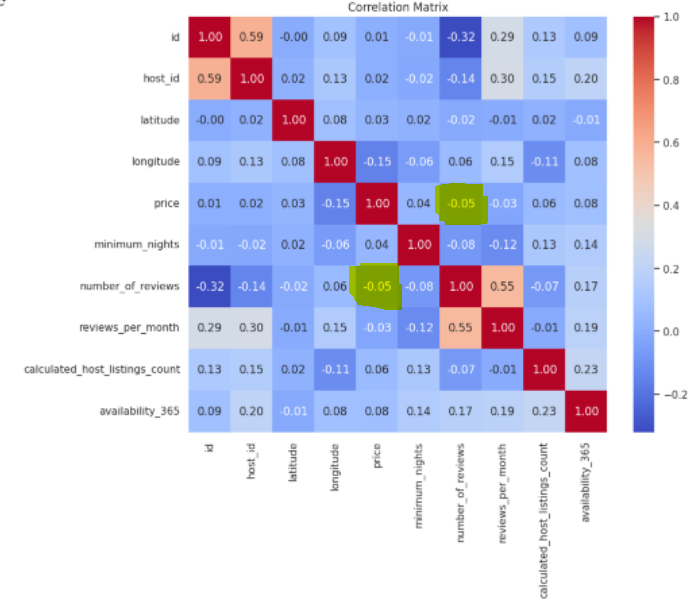 Correlation Matrix
id 1.00 0.59 -0.00 0.09 0.01 -0.01 -0.32 0.29 0.13 0.09
host_id 0.59 1.00 0.02 0.13 0.02 -0.02 -0.14 0.30 0.15 0.20
latitude -0.00 0.02 1.00 0.08 0.03 0.02 -0.02 -0.01 0.02 -0.01
longitude 0.09 0.13 0.08 1.00 -0.15 -0.06 0.06 0.15 -0.11 0.08
price 0.01 0.02 0.03 -0.15 1.00 0.04 -0.05 -0.03 0.06 0.08
minimum_nights -0.01 -0.02 0.02 -0.06 0.04 1.00 -0.08 -0.12 0.13 0.14
number_of_reviews -0.32 -0.14 -0.02 0.06 -0.05 -0.08 1.00 0.55 -0.07 0.17
reviews_per_month 0.29 0.30 -0.01 0.15 -0.03 -0.12 0.55 1.00 -0.01 0.19
calculated_host_listings_count 0.13 0.15 0.02 -0.11 0.06 0.13 -0.07 -0.01 1.00 0.23
availability_365 0.09 0.20 -0.01 0.08 0.08 0.14 0.17 0.19 0.23 1.00
id
host_id
latitude
longitude
price
minimum_nights
number_of_reviews
reviews_per_month
calculated_host_listings_count
availability_365
1.0
0.8
0.6
0.4
0.2
0.0
-0.2